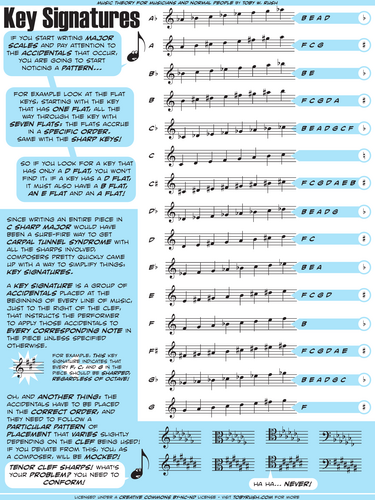 MUSIC THEORY FOR MUSICIANS AND NORMAL PEOPLE BY TOBY W. RUSH
Key Signatures
IF YOU START WRITING MAJOR
SCALES AND PAY ATTENTION TO
THE ACCIDENTALS THAT OCCUR,
YOU ARE GOING TO START
NOTICING A PATTERN...
FOR EXAMPLE, LOOK AT THE FLAT
KEYS: STARTING WITH THE KEY
THAT HAS ONE FLAT, ALL THE
WAY THROUGH THE KEY WITH
SEVEN FLATS, THE FLATS ACCRUE
IN A SPECIFIC ORDER.
SAME WITH THE SHARP KEYS!
SO IF YOU LOOK FOR A KEY THAT
HAS ONLY A D FLAT, YOU WON'T
FIND IT: IF A KEY HAS A D FLAT,
IT MUST ALSO HAVE A B FLAT,
AN E FLAT AND AN A FLAT!
SINCE WRITING AN ENTIRE PIECE IN
C SHARP MAJOR WOULD HAVE
BEEN A SURE-FIRE WAY TO GET
CARPAL TUNNEL SYNDROME WITH
ALL THE SHARPS INVOLVED,
COMPOSERS PRETTY QUICKLY CAME
UP WITH A WAY TO SIMPLIFY THINGS:
KEY SIGNATURES.
A KEY SIGNATURE IS A GROUP OF
ACCIDENTALS PLACED AT THE
BEGINNING OF EVERY LINE OF MUSIC,
JUST TO THE RIGHT OF THE CLEF,
THAT INSTRUCTS THE PERFORMER
TO APPLY THOSE ACCIDENTALS TO
EVERY CORRESPONDING NOTE IN
THE PIECE UNLESS SPECIFIED
OTHERWISE.
FOR EXAMPLE, THIS KEY
SIGNATURE INDICATES THAT
EVERY F, C, AND G IN THE
PIECE SHOULD BE SHARPED,
REGARDLESS OF OCTAVE!
OH, AND ANOTHER THING: THE
ACCIDENTALS HAVE TO BE PLACED
IN THE CORRECT ORDER, AND
THEY NEED TO FOLLOW A
PARTICULAR PATTERN OF
PLACEMENT THAT VARIES SLIGHTLY
DEPENDING ON THE CLEF BEING USED!
IF YOU DEVIATE FROM THIS, YOU, AS
A COMPOSER, WILL BE MOCKED!
TENOR CLEF SHARPS! WHAT'S
YOUR PROBLEM? YOU NEED TO
CONFORM!
A♭ B E A D
A F C G
B♭ B E
B F C G D A
C♭ B E A D G C F
C
C♯ F C G D A E B
D♭ B E A D G
D F C
E♭ B E A
E F C G D
F B
F♯ F C G D A E
G♭ B E A D G C
G F
HA HA... NEVER!
LICENSED UNDER A CREATIVE COMMONS BY-NC-ND LICENSE - VISIT TOBYRUSH.COM FOR MORE